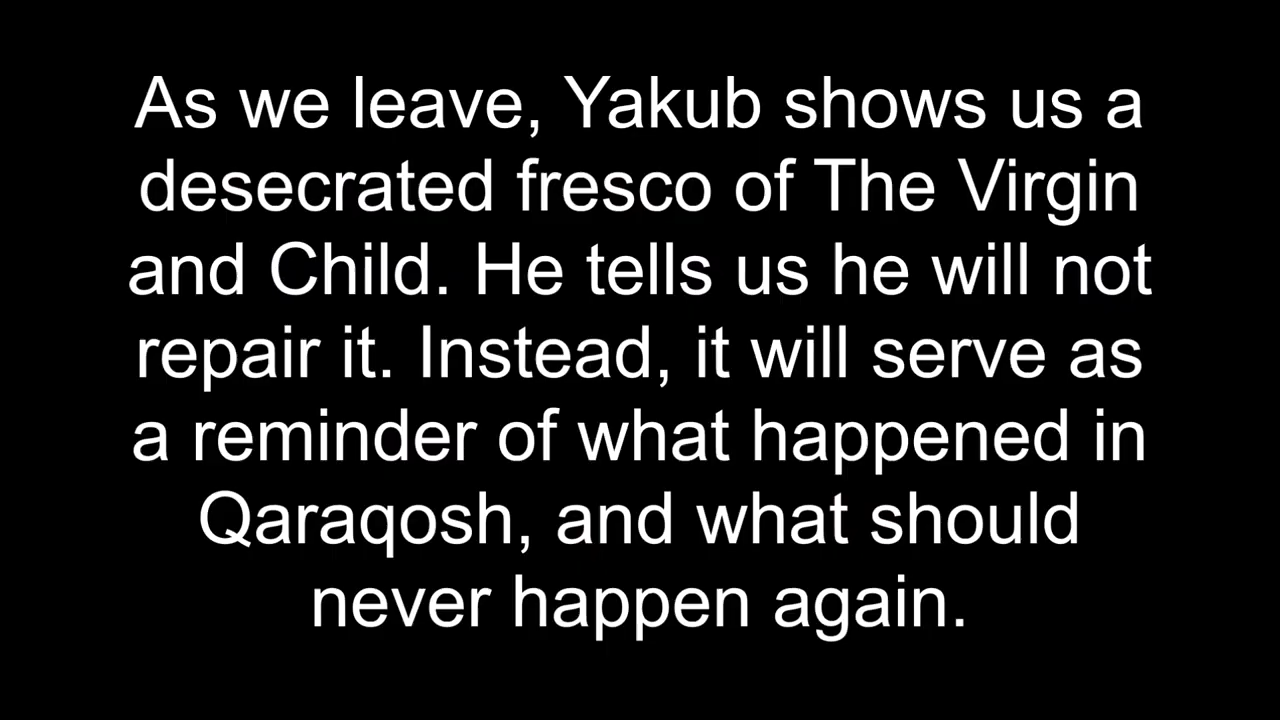 As we leave, Yakub shows us a
desecrated fresco of The Virgin
and Child. He tells us he will not
repair it. Instead, it will serve as
a reminder of what happened in
Qaraqosh, and what should
never happen again.